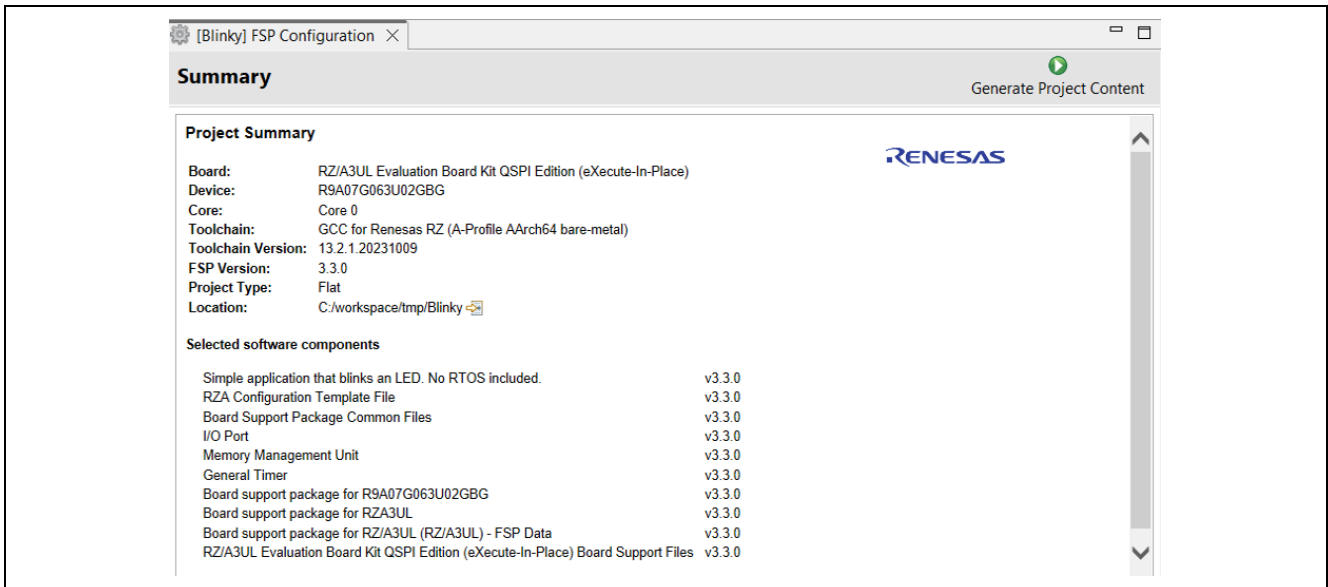 [Blinky] FSP Configuration
Summary
Generate Project Content
Project Summary
RENESAS
Board: RZ/A3UL Evaluation Board Kit QSPI Edition (eXecute-In-Place)
Device: R9A07G063U02GBG
Core: Core 0
Toolchain: GCC for Renesas RZ (A-Profile AArch64 bare-metal)
Toolchain Version: 13.2.1.20231009
FSP Version: 3.3.0
Project Type: Flat
Location: C:/workspace/tmp/Blinky
Selected software components
Simple application that blinks an LED. No RTOS included. v3.3.0
RZA Configuration Template File v3.3.0
Board Support Package Common Files v3.3.0
I/O Port v3.3.0
Memory Management Unit v3.3.0
General Timer v3.3.0
Board support package for R9A07G063U02GBG v3.3.0
Board support package for RZA3UL v3.3.0
Board support package for RZ/A3UL (RZ/A3UL) - FSP Data v3.3.0
RZ/A3UL Evaluation Board Kit QSPI Edition (eXecute-In-Place) Board Support Files v3.3.0